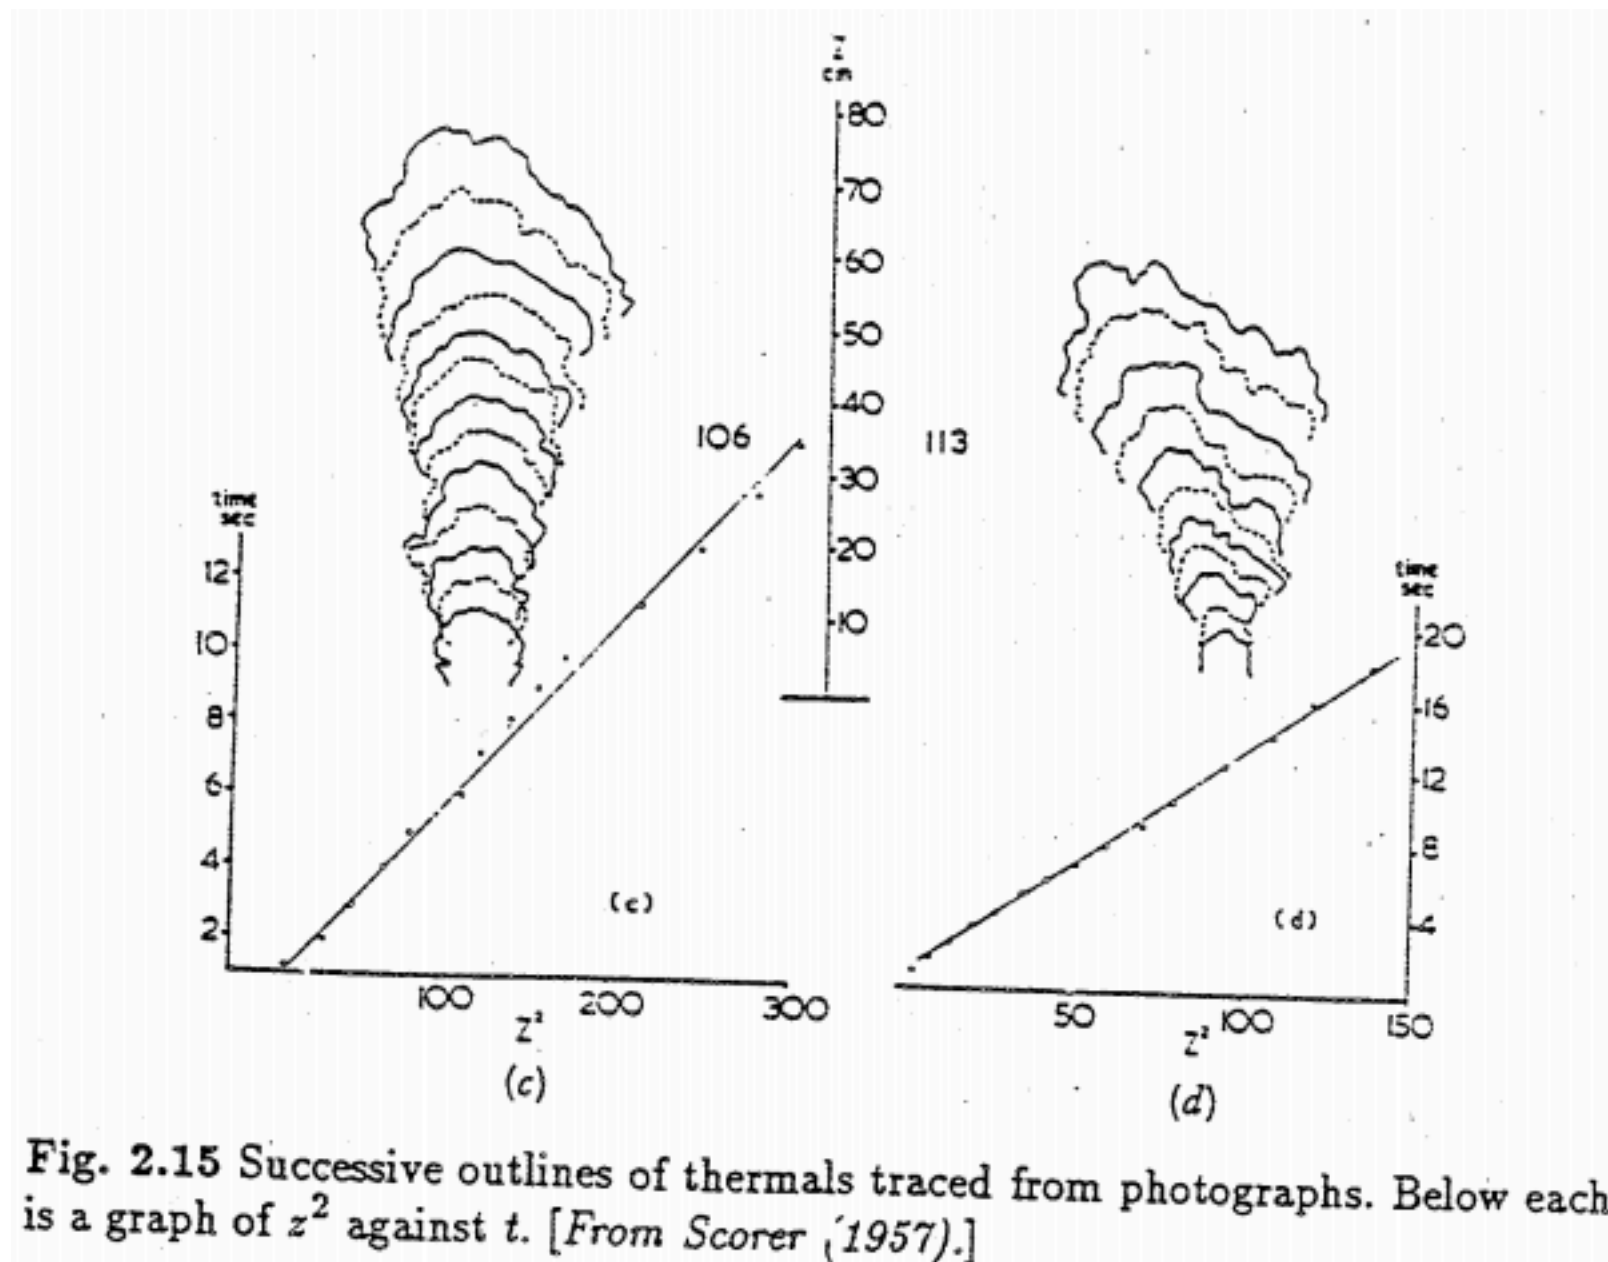 Z
cm
80
70
60
50
40
30
20
10
106
113
time
sec
12
10
8
6
4
2
100
200
300
Z²
(c)
(c)
time
sec
20
16
12
8
4
50
100
150
Z²
(d)
(d)
Fig. 2.15 Successive outlines of thermals traced from photographs. Below each
is a graph of z² against t. [From Scorer (1957).]